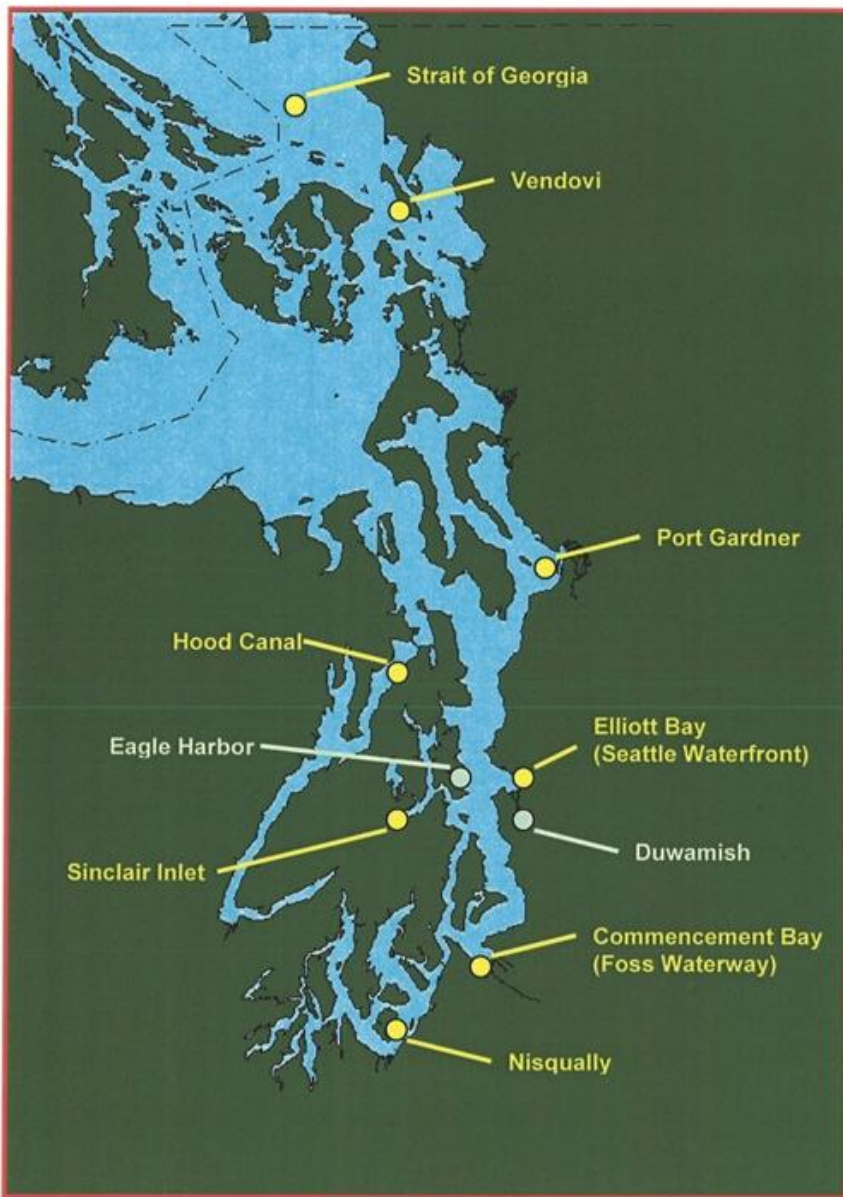 Strait of Georgia
Vendovi
Port Gardner
Hood Canal
Eagle Harbor
Elliott Bay
(Seattle Waterfront)
Sinclair Inlet
Duwamish
Commencement Bay
(Foss Waterway)
Nisqually